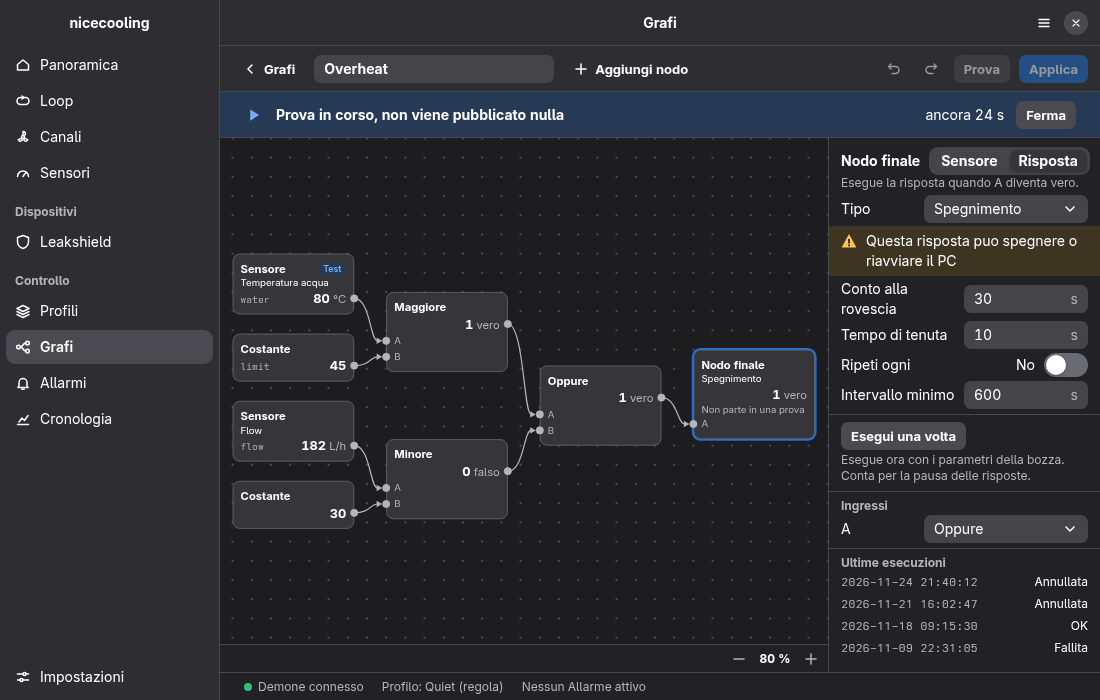 nicecooling
Panoramica
Loop
Canali
Sensori
Dispositivi
Leakshield
Controllo
Profili
Grafi
Allarmi
Cronologia
Impostazioni
Grafi
Grafi
Overheat
Aggiungi nodo
Prova
Applica
Prova in corso, non viene pubblicato nulla
ancora 24 s
Ferma
Sensore Test
Temperatura acqua
water 80 °C
Costante
limit 45
Sensore
Flow
flow 182 L/h
Costante
30
Maggiore
1 vero
A
B
Minore
0 falso
A
B
Oppure
1 vero
A
B
Nodo finale
Spegnimento
1 vero
Non parte in una prova
A
80 %
Nodo finale Sensore Risposta
Esegue la risposta quando A diventa vero.
Tipo Spegnimento
Questa risposta puo spegnere o
riavviare il PC
Conto alla
rovescia 30 s
Tempo di tenuta 10 s
Ripeti ogni No
Intervallo minimo 600 s
Esegui una volta
Esegue ora con i parametri della bozza.
Conta per la pausa delle risposte.
Ingressi
A Oppure
Ultime esecuzioni
2026-11-24 21:40:12 Annullata
2026-11-21 16:02:47 Annullata
2026-11-18 09:15:30 OK
2026-11-09 22:31:05 Fallita
Demone connesso Profilo: Quiet (regola) Nessun Allarme attivo